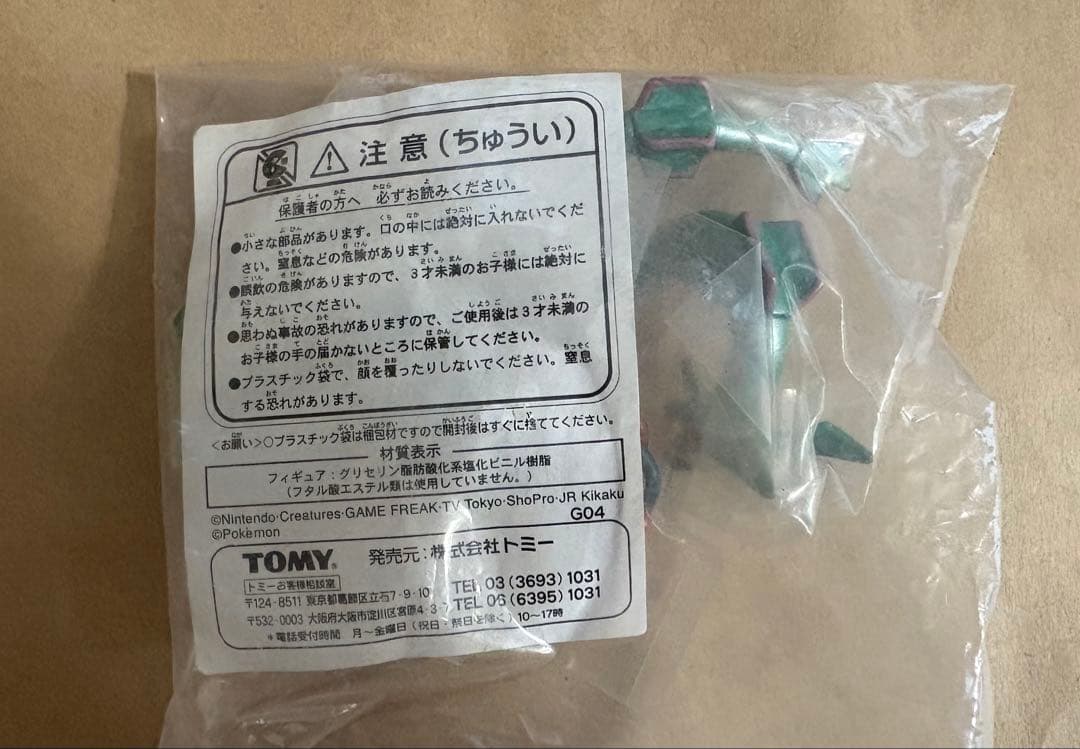 注意(ちゅうい)
保護者の方へ 必ずお読みください。
●小さな部品があります。口の中には絶対に入れないでくだ
さい。窒息などの危険があります。
●誤飲の危険がありますので、3才未満のお子様には絶対に
与えないでください。
●思わぬ事故の恐れがありますので、ご使用後は3才未満の
お子様の手の届かないところに保管してください。
●プラスチック袋で、顔を覆ったりしないでください。窒息
する恐れがあります。
<お願い>○プラスチック袋は梱包材ですので開封後はすぐに捨ててください。
材質表示
フィギュア:グリセリン脂肪酸化系塩化ビニル樹脂
(フタル酸エステル類は使用していません。)
©Nintendo·Creatures·GAME FREAK·TV Tokyo·ShoPro·JR Kikaku
©Pokémon
G04
TOMY® 発売元:株式会社トミー
トミーお客様相談室
〒124-8511 東京都葛飾区立石7-9-10 TEL 03(3693)1031
〒532-0003 大阪府大阪市淀川区宮原4-3-7 TEL 06(6395)1031
*電話受付時間 月~金曜日(祝日・祭日を除く)10~17時